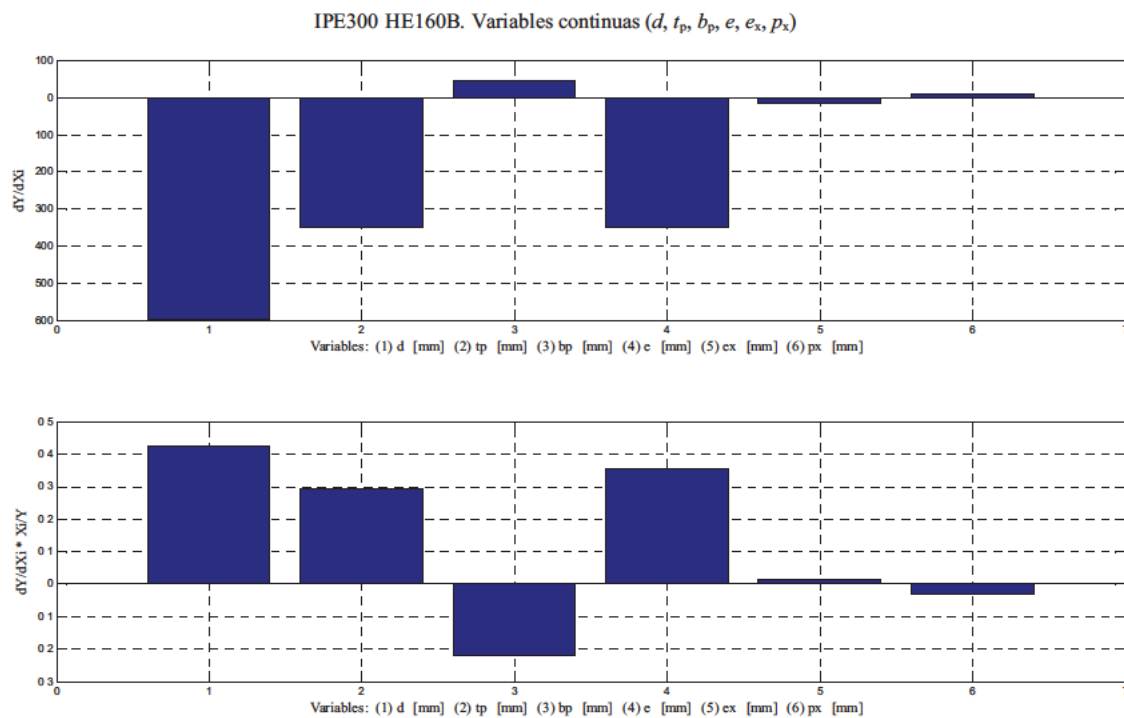 IPE300 HE160B. Variables continuas (d, tp, bp, e, ex, px)
100
0
100
200
300
400
500
600
dY/dXi
0 1 2 3 4 5 6 7
Variables: (1) d [mm] (2) tp [mm] (3) bp [mm] (4) e [mm] (5) ex [mm] (6) px [mm]
0 5
0 4
0 3
0 2
0 1
0
0 1
0 2
0 3
dY/dXi * Xi/Y
0 1 2 3 4 5 6 7
Variables: (1) d [mm] (2) tp [mm] (3) bp [mm] (4) e [mm] (5) ex [mm] (6) px [mm]